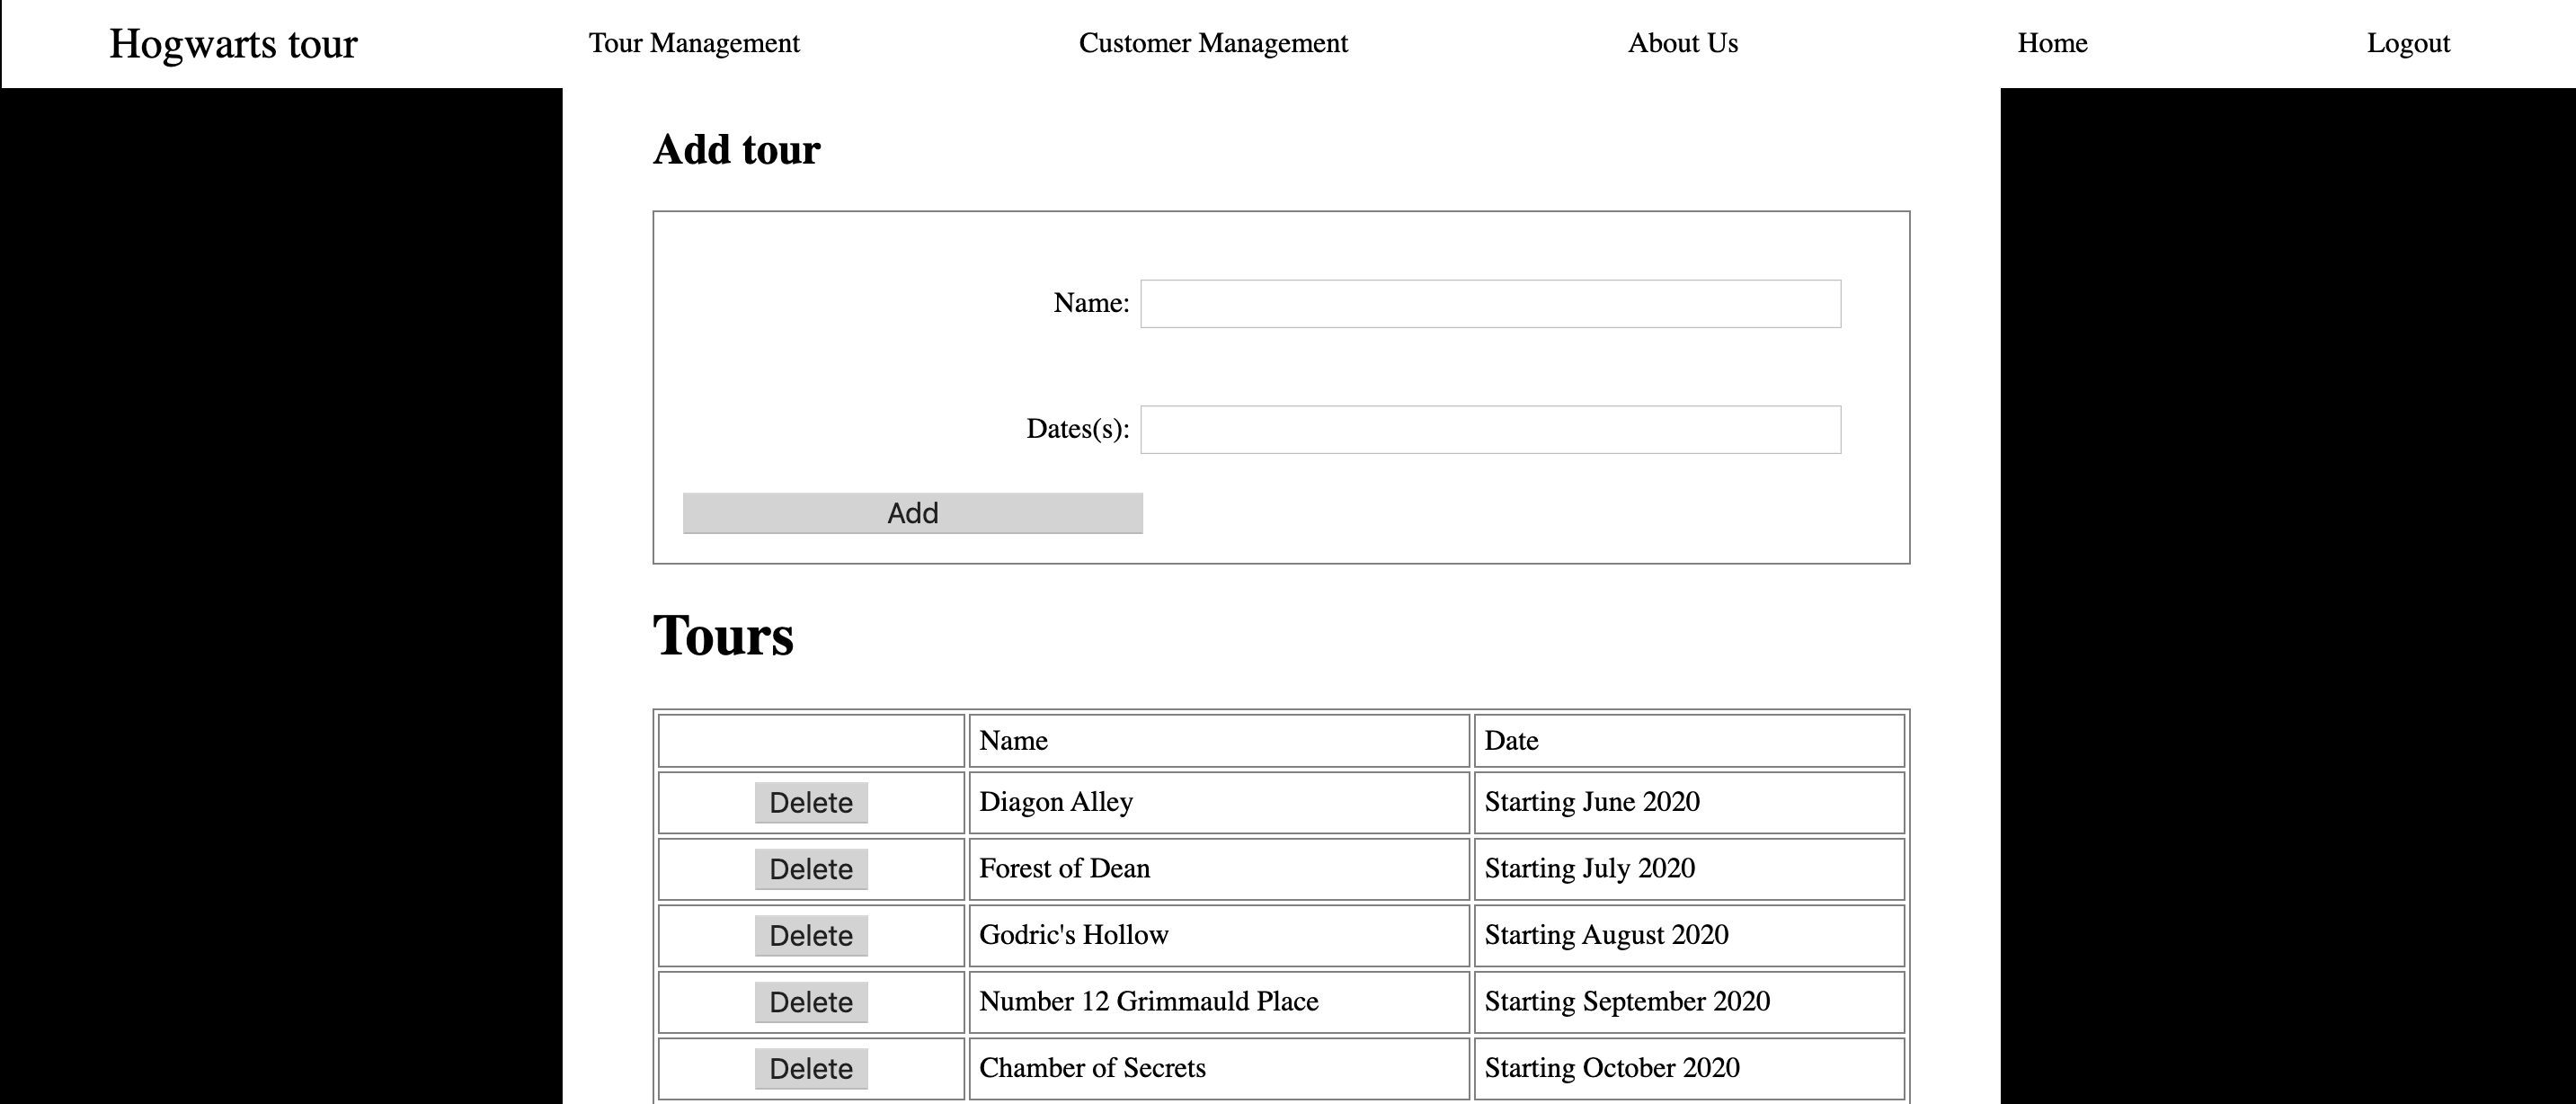 Hogwarts tour Tour Management Customer Management About Us Home Logout
Add tour
Name:
Dates(s):
Add
Tours
Name Date
Delete Diagon Alley Starting June 2020
Delete Forest of Dean Starting July 2020
Delete Godric's Hollow Starting August 2020
Delete Number 12 Grimmauld Place Starting September 2020
Delete Chamber of Secrets Starting October 2020